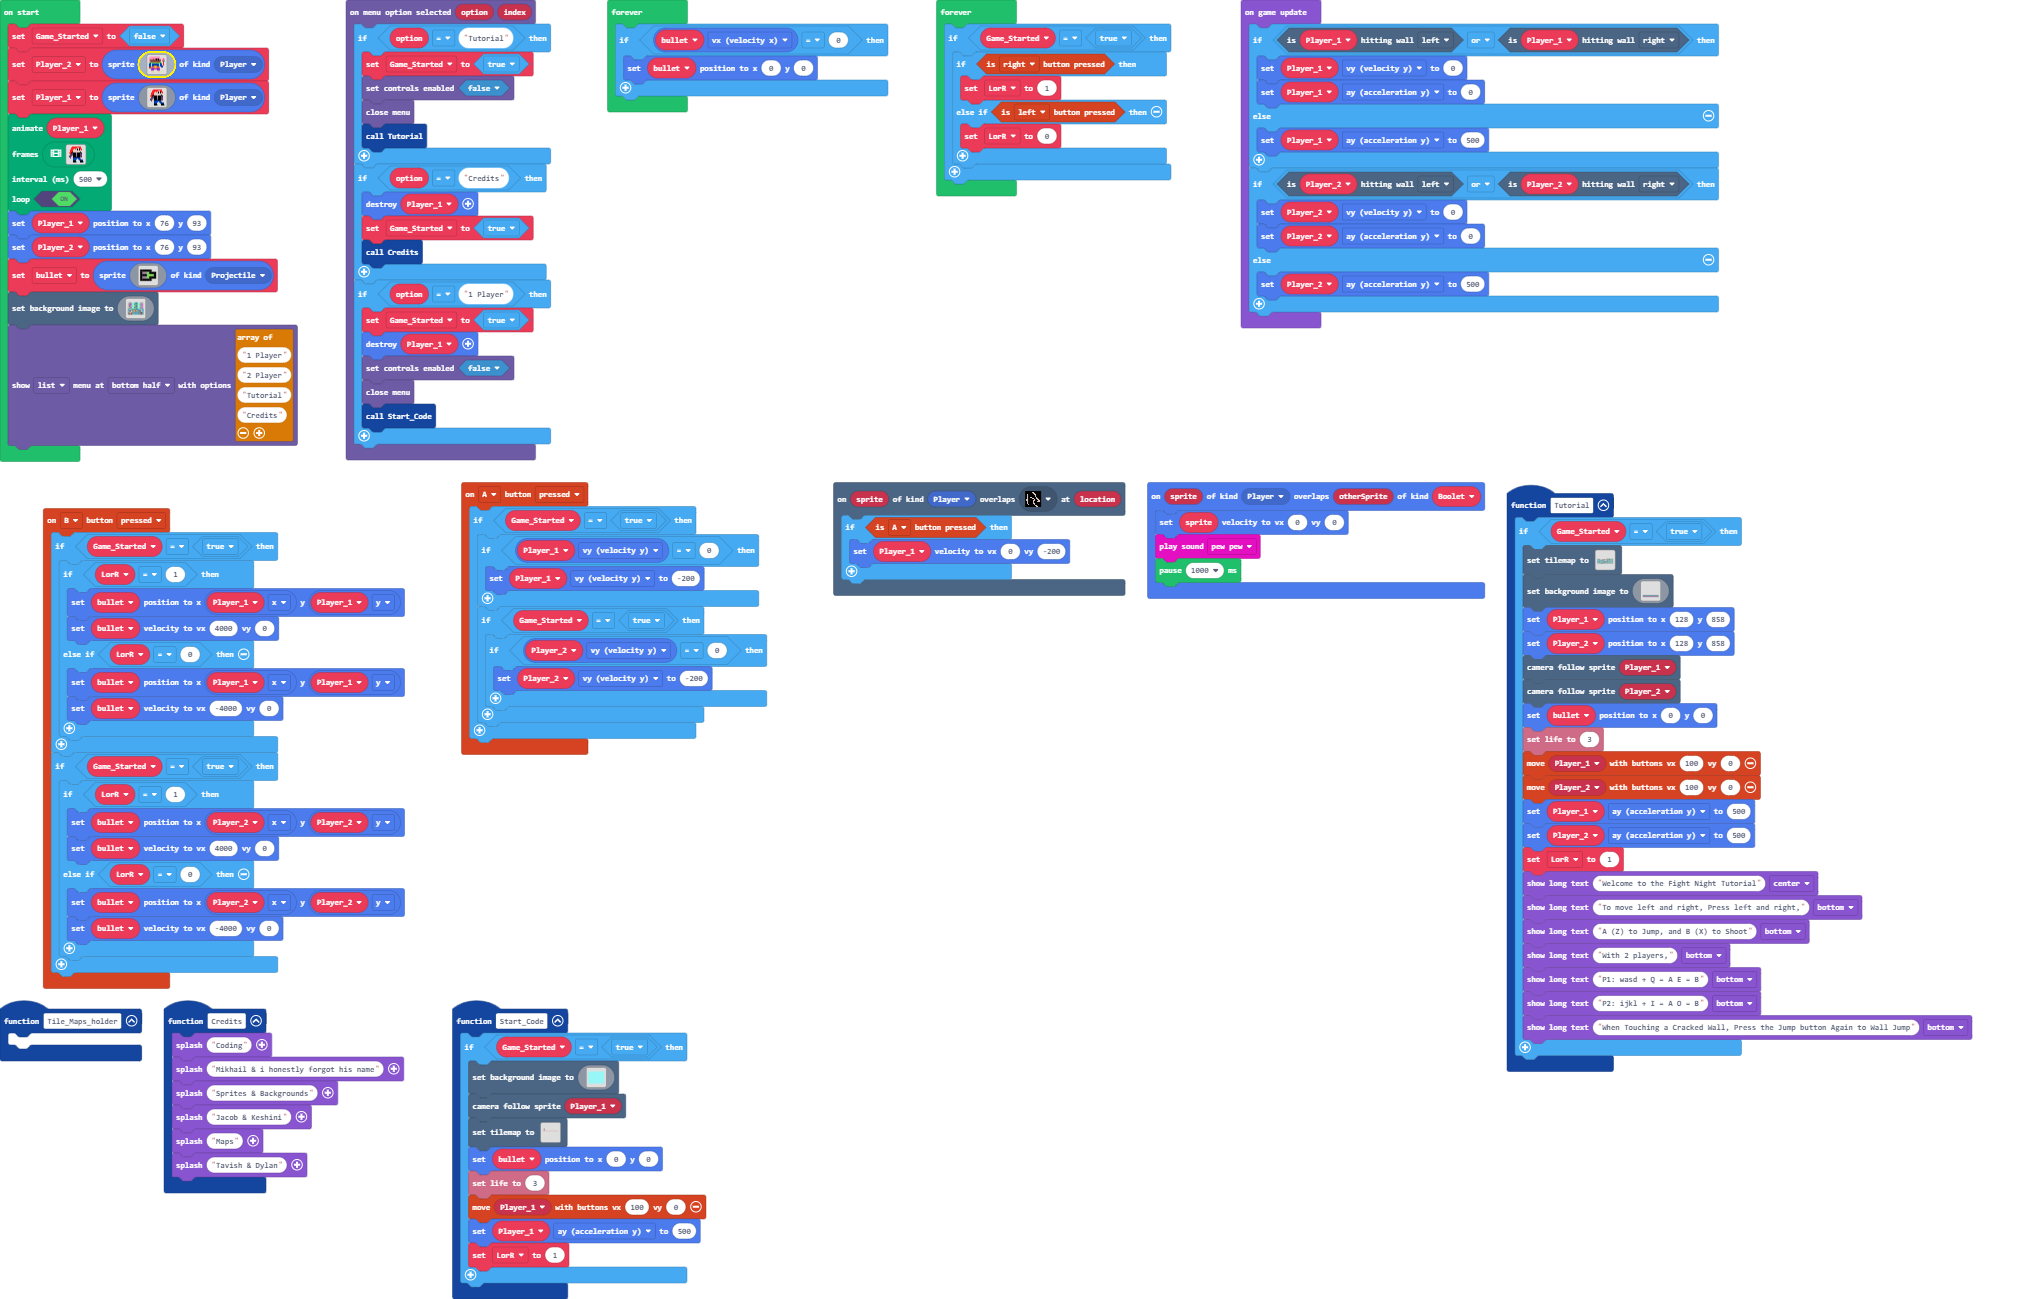 on start
set Game_Started to false
set Player_2 to sprite of kind Player
set Player_1 to sprite of kind Player
animate Player_1
frames
interval (ms) 500
loop ON
set Player_1 position to x 76 y 93
set Player_2 position to x 76 y 93
set bullet to sprite of kind Projectile
set background image to
show list menu at bottom half with options
array of
"1 Player"
"2 Player"
"Tutorial"
"Credits"
on menu option selected option index
if option = "Tutorial" then
set Game_Started to true
set controls enabled false
close menu
call Tutorial
if option = "Credits" then
destroy Player_1
set Game_Started to true
call Credits
if option = "1 Player" then
set Game_Started to true
destroy Player_1
set controls enabled false
close menu
call Start_Code
forever
if bullet vx (velocity x) = 0 then
set bullet position to x 0 y 0
forever
if Game_Started = true then
if is right button pressed then
set LorR to 1
else if is left button pressed then
set LorR to 0
on game update
if is Player_1 hitting wall left or is Player_1 hitting wall right then
set Player_1 vy (velocity y) to 0
set Player_1 ay (acceleration y) to 0
else
set Player_1 ay (acceleration y) to 500
if is Player_2 hitting wall left or is Player_2 hitting wall right then
set Player_2 vy (velocity y) to 0
set Player_2 ay (acceleration y) to 0
else
set Player_2 ay (acceleration y) to 500
on B button pressed
if Game_Started = true then
if LorR = 1 then
set bullet position to x Player_1 x y Player_1 y
set bullet velocity to vx 4000 vy 0
else if LorR = 0 then
set bullet position to x Player_1 x y Player_1 y
set bullet velocity to vx -4000 vy 0
if Game_Started = true then
if LorR = 1 then
set bullet position to x Player_2 x y Player_2 y
set bullet velocity to vx 4000 vy 0
else if LorR = 0 then
set bullet position to x Player_2 x y Player_2 y
set bullet velocity to vx -4000 vy 0
on A button pressed
if Game_Started = true then
if Player_1 vy (velocity y) = 0 then
set Player_1 vy (velocity y) to -200
if Game_Started = true then
if Player_2 vy (velocity y) = 0 then
set Player_2 vy (velocity y) to -200
on sprite of kind Player overlaps at location
if is A button pressed then
set Player_1 velocity to vx 0 vy -200
on sprite of kind Player overlaps otherSprite of kind Boolet
set sprite velocity to vx 0 vy 0
play sound pew pew
pause 1000 ms
function Tutorial
if Game_Started = true then
set tilemap to
set background image to
set Player_1 position to x 128 y 858
set Player_2 position to x 128 y 858
camera follow sprite Player_1
camera follow sprite Player_2
set bullet position to x 0 y 0
set life to 3
move Player_1 with buttons vx 100 vy 0
move Player_2 with buttons vx 100 vy 0
set Player_1 ay (acceleration y) to 500
set Player_2 ay (acceleration y) to 500
set LorR to 1
show long text "Welcome to the Fight Night Tutorial" center
show long text "To move left and right, Press left and right," bottom
show long text "A (Z) to Jump, and B (X) to Shoot" bottom
show long text "With 2 players," bottom
show long text "P1: wasd + Q = A E = B" bottom
show long text "P2: ijkl + I = A O = B" bottom
show long text "When Touching a Cracked Wall, Press the Jump button Again to Wall Jump" bottom
function Tile_Maps_holder
function Credits
splash "Coding"
splash "Mikhail & i honestly forgot his name"
splash "Sprites & Backgrounds"
splash "Jacob & Keshini"
splash "Maps"
splash "Tavish & Dylan"
function Start_Code
if Game_Started = true then
set background image to
camera follow sprite Player_1
set tilemap to
set bullet position to x 0 y 0
set life to 3
move Player_1 with buttons vx 100 vy 0
set Player_1 ay (acceleration y) to 500
set LorR to 1